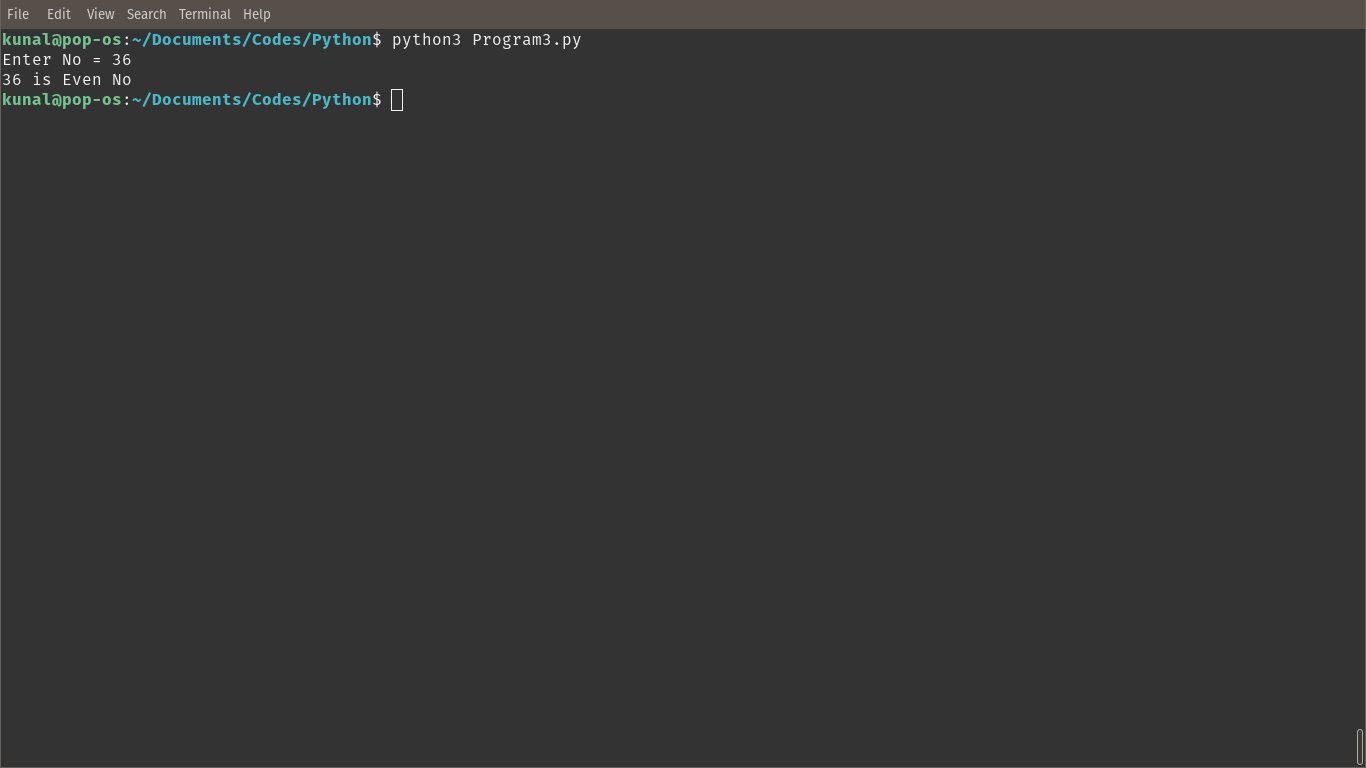 File Edit View Search Terminal Help
kunal@pop-os:~/Documents/Codes/Python$ python3 Program3.py
Enter No = 36
36 is Even No
kunal@pop-os:~/Documents/Codes/Python$